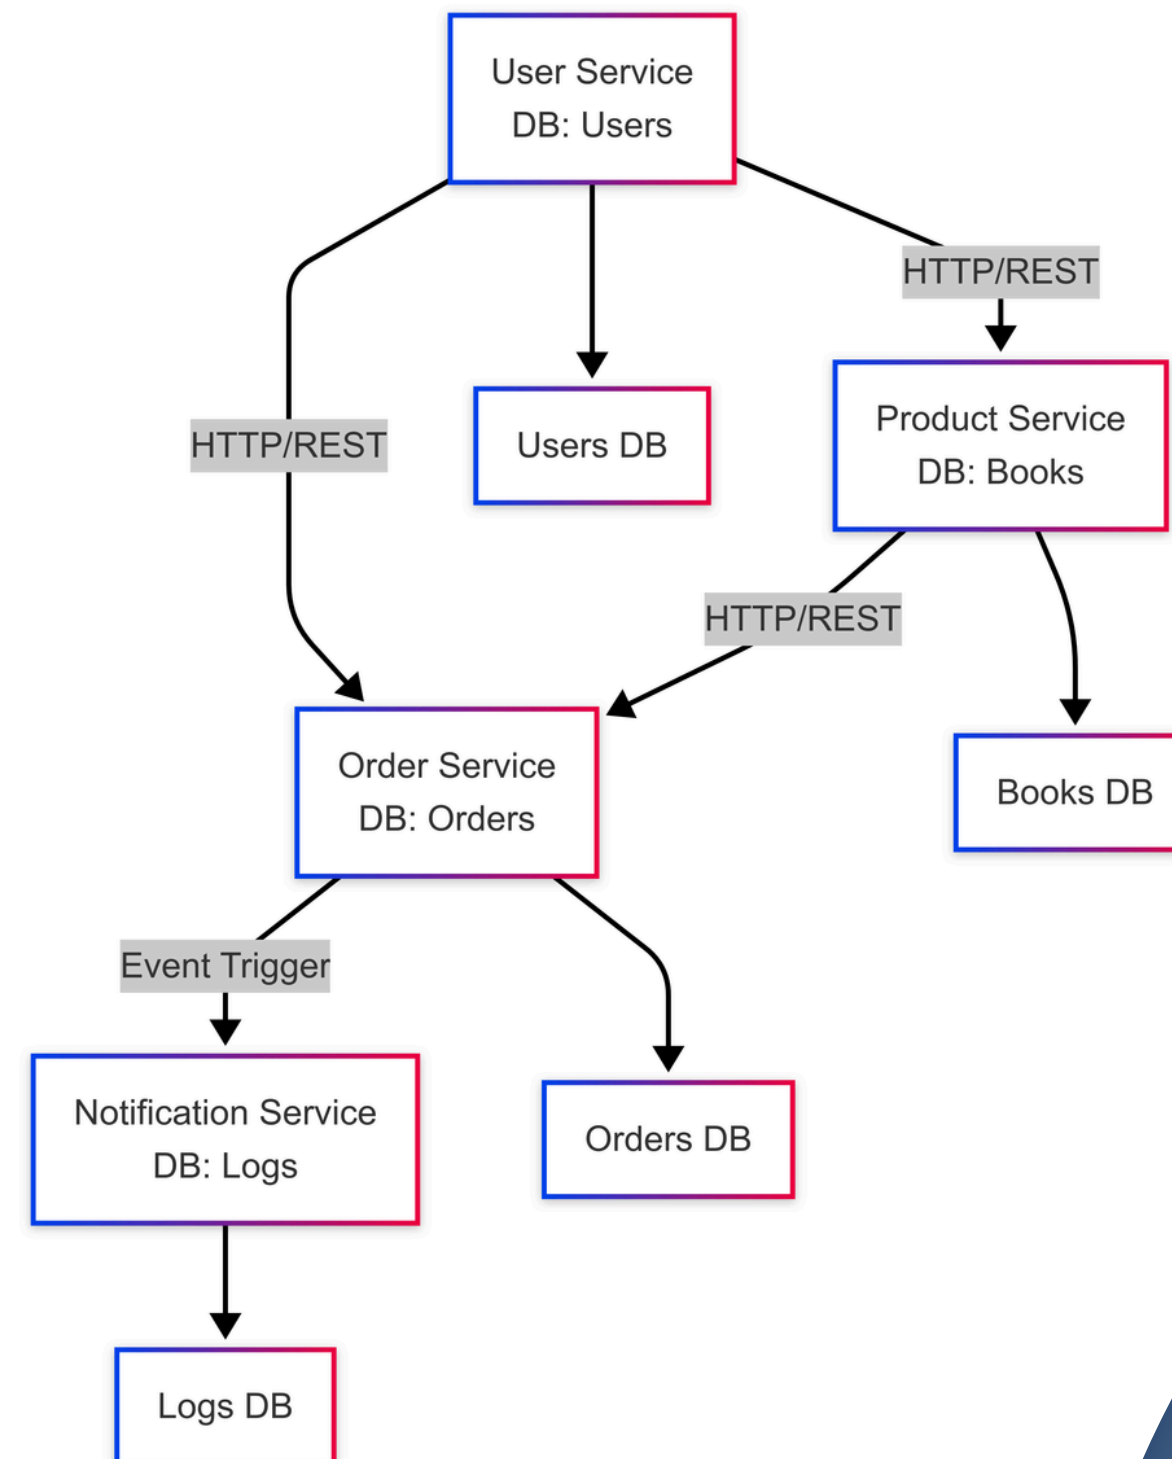 User Service
DB: Users
HTTP/REST
HTTP/REST
Users DB
Product Service
DB: Books
HTTP/REST
Order Service
DB: Orders
Books DB
Event Trigger
Notification Service
DB: Logs
Orders DB
Logs DB